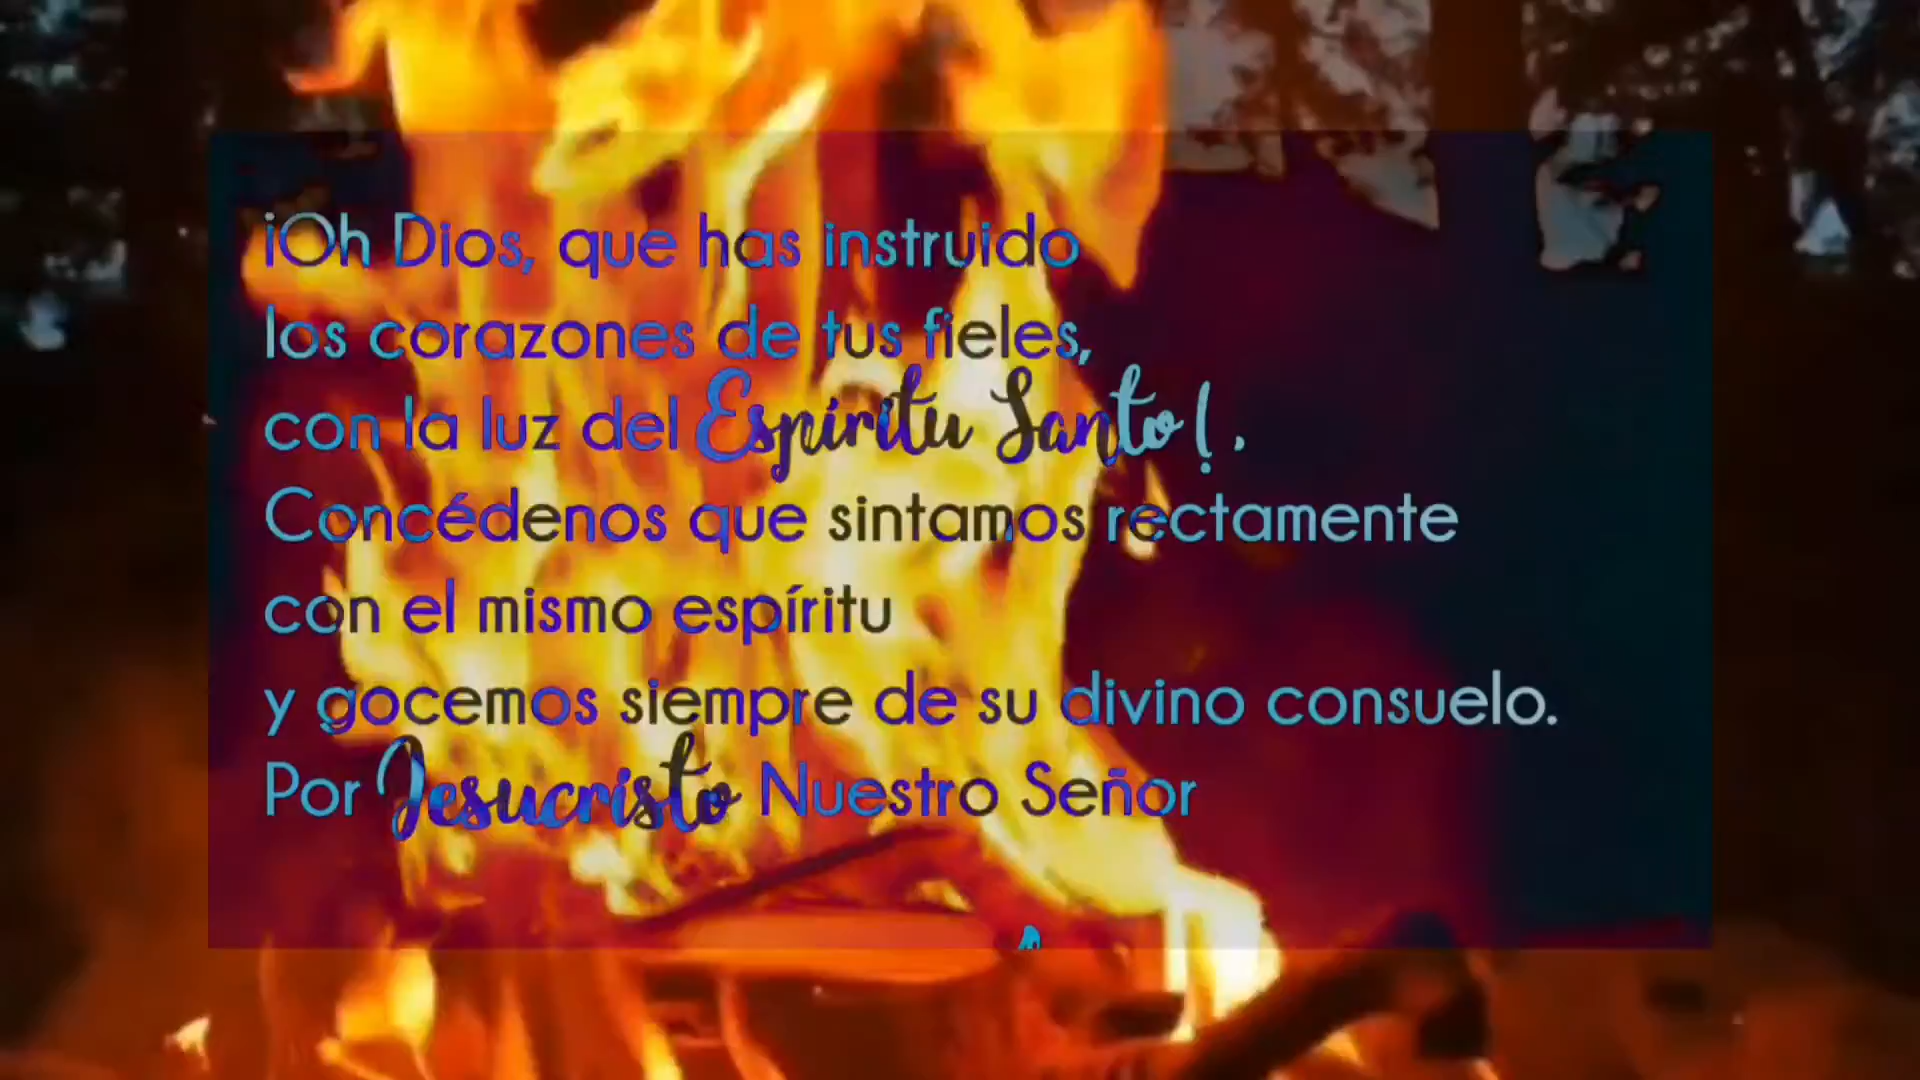 ¡Oh Dios, que has instruido
los corazones de tus fieles,
con la luz del Espíritu Santo!.
Concédenos que sintamos rectamente
con el mismo espíritu
y gocemos siempre de su divino consuelo.
Por Jesucristo Nuestro Señor